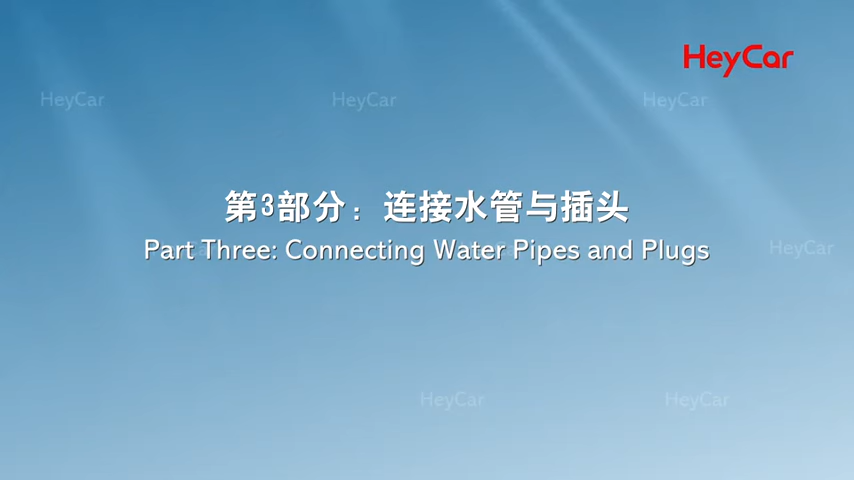 HeyCar
HeyCar HeyCar HeyCar
第3部分：连接水管与插头
Part Three: Connecting Water Pipes and Plugs
HeyCar
HeyCar HeyCar